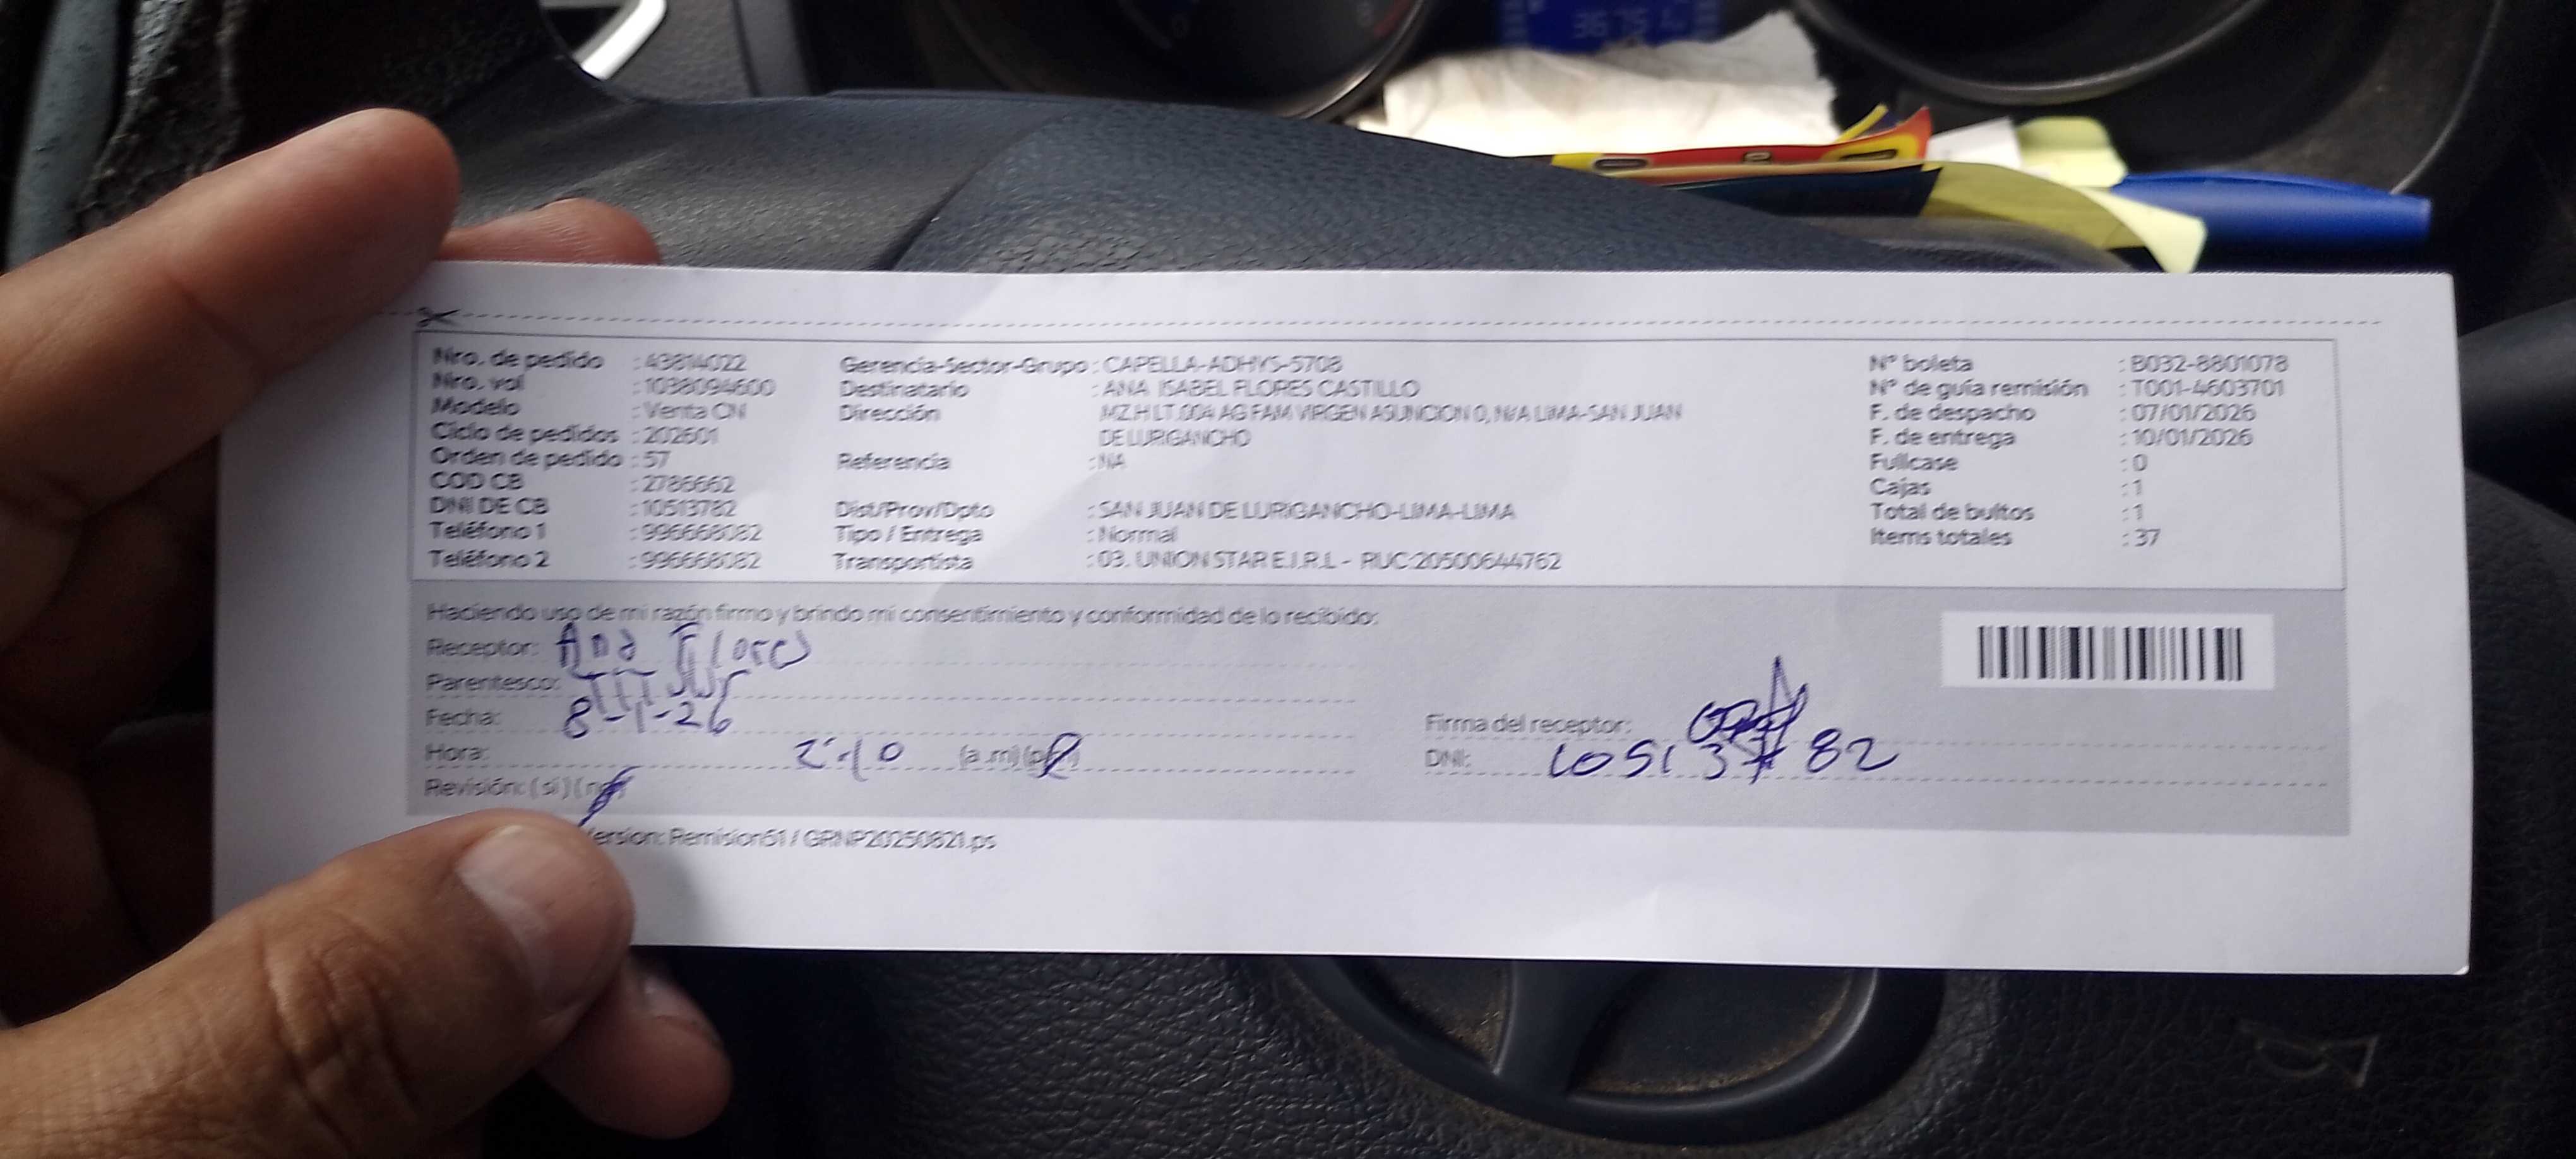 Nro. de pedido : 43814022
Nro. vol : 1038094600
Modelo : Venta CN
Ciclo de pedidos : 202601
Orden de pedido : 57
COD CB : 2786662
DNI DE CB : 10513782
Teléfono 1 : 996668082
Teléfono 2 : 996668082
Gerencia-Sector-Grupo : CAPELLA-ADHYS-5708
Destinatario : ANA ISABEL FLORES CASTILLO
Dirección : MZ.H LT.00A AG FAM VIRGEN ASUNCION 0, N/A LIMA-SAN JUAN
DE LURIGANCHO
Referencia : NA
Dist/Prov/Dpto : SAN JUAN DE LURIGANCHO-LIMA-LIMA
Tipo / Entrega : Normal
Transportista : 03. UNION STAR E.I.R.L - RUC:20500644762
N° boleta : B032-8801078
N° de guía remisión : T001-4603701
F. de despacho : 07/01/2026
F. de entrega : 10/01/2026
Fullcase : 0
Cajas : 1
Total de bultos : 1
Items totales : 37
Haciendo uso de mi razón firmo y brindo mi consentimiento y conformidad de lo recibido:
Receptor: Ana Flores
Parentesco:
Fecha: 8-1-26
Hora: 2:10 (a.m)(p.m)
Revisión: (si) (no)
Firma del receptor:
DNI: 10513782
ersion: Remision61 / GRNP20250821.ps